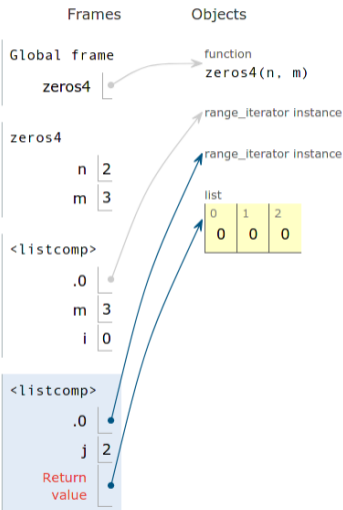 Frames Objects
Global frame
zeros4
function
zeros4(n, m)
range_iterator instance
zeros4
n 2
m 3
range_iterator instance
list
0 1 2
0 0 0
<listcomp>
.0
m 3
i 0
<listcomp>
.0
j 2
Return
value